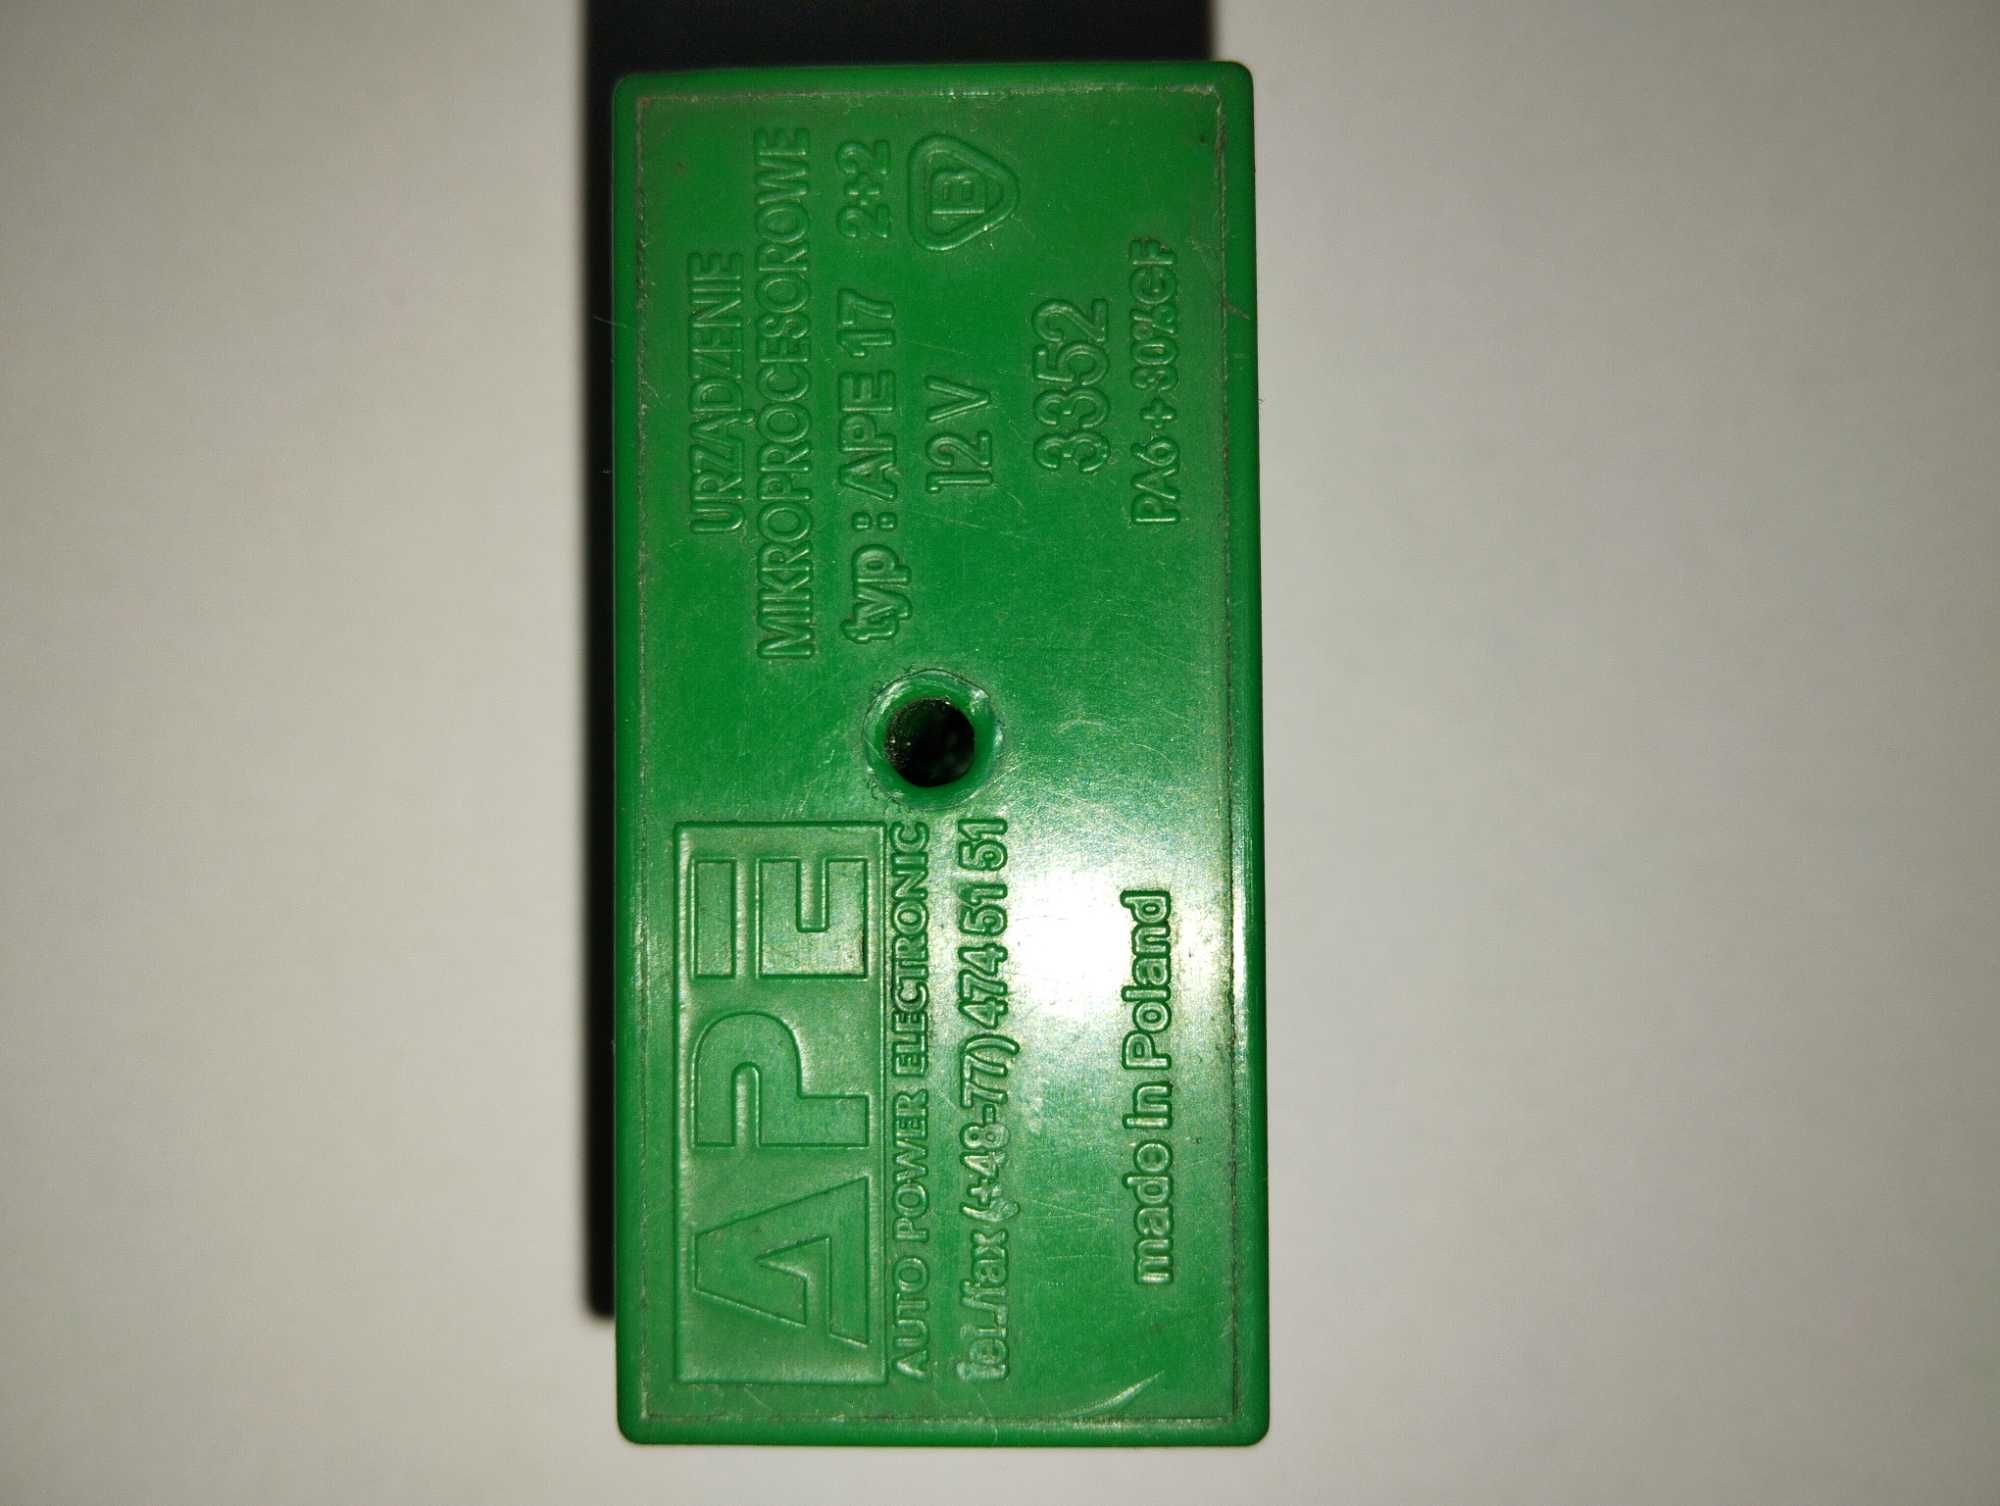 APE
AUTO POWER ELECTRONIC
tel./fax (+48-77) 474 51 51
made in Poland
URZĄDZENIE
MIKROPROCESOROWE
typ : APE 17 2+2
12 V
B
3352
PA6+30%GF